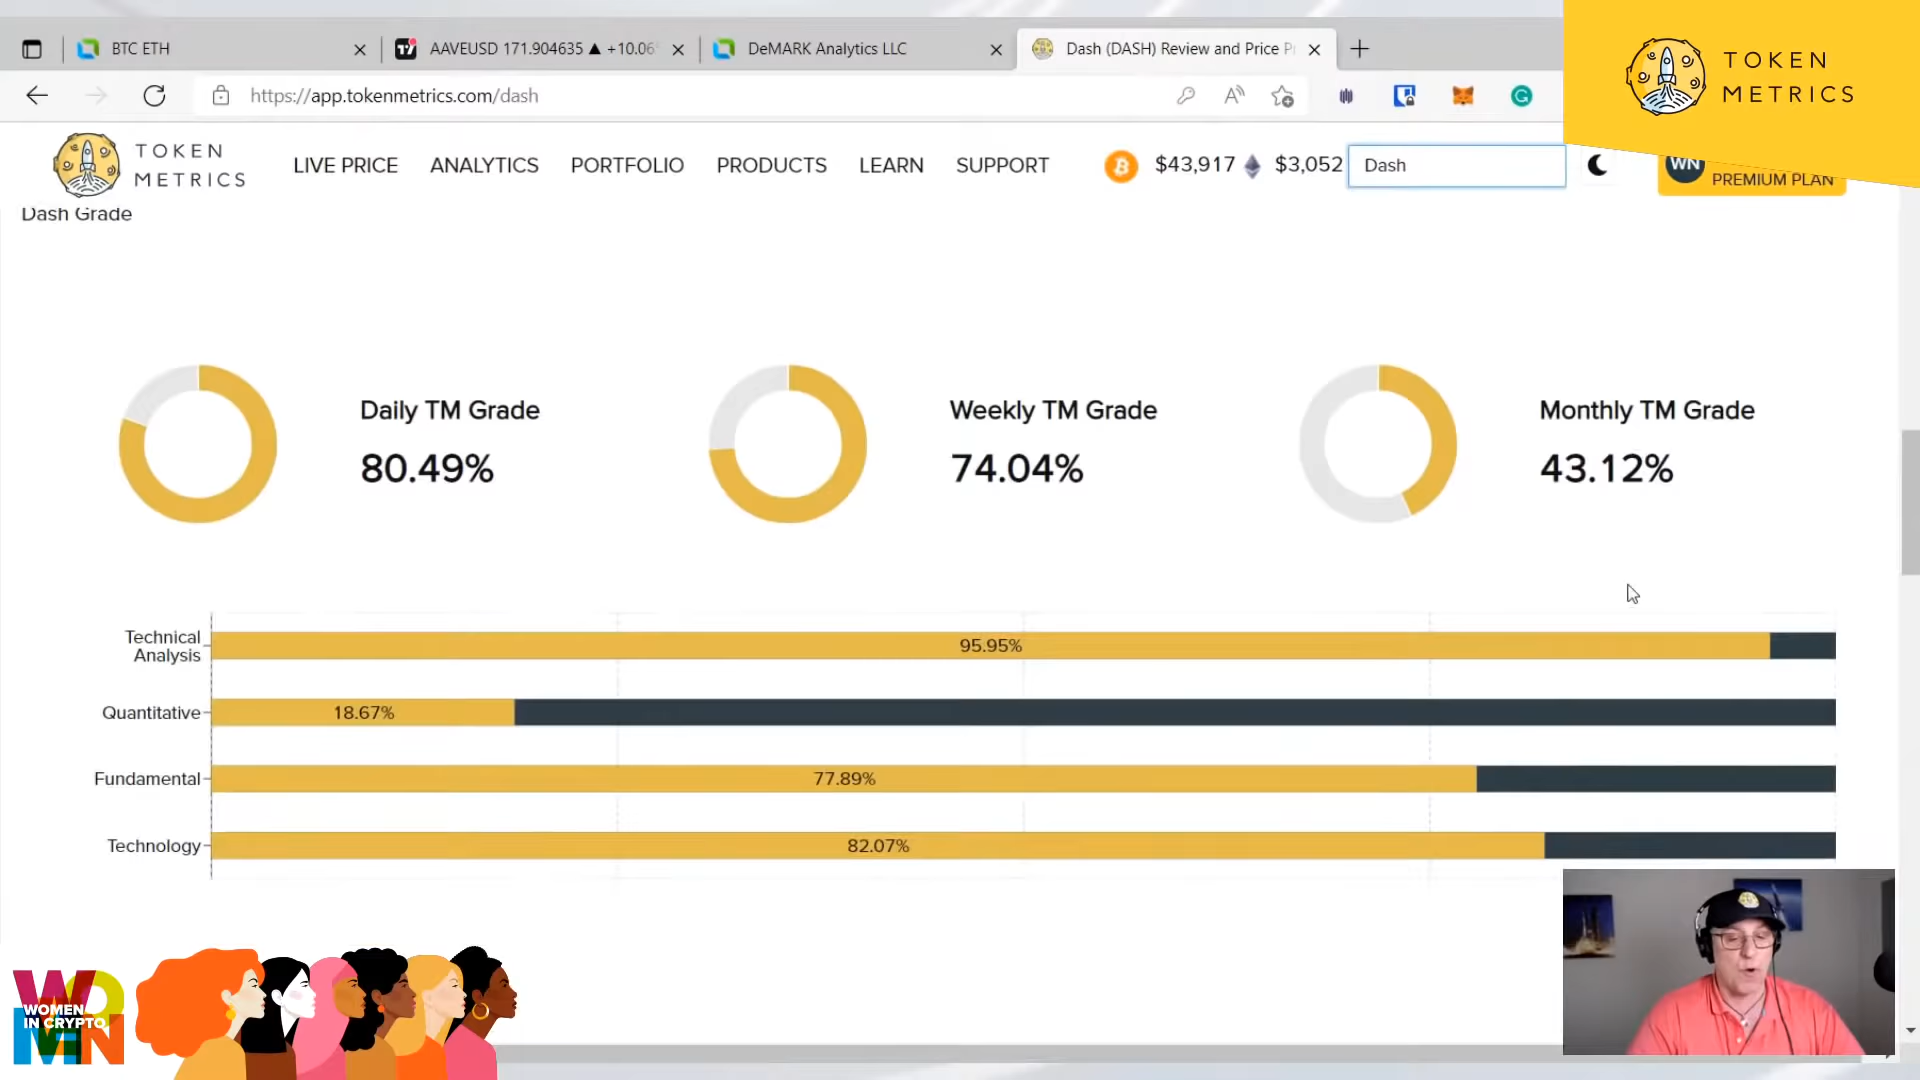 BTC ETH
AAVEUSD 171.904635 ▲ +10.06
DeMARK Analytics LLC
Dash (DASH) Review and Price P
https://app.tokenmetrics.com/dash
TOKEN
METRICS
TOKEN
METRICS
LIVE PRICE
ANALYTICS
PORTFOLIO
PRODUCTS
LEARN
SUPPORT
$43,917
$3,052
Dash
WN
PREMIUM PLAN
Dash Grade
Daily TM Grade
80.49%
Weekly TM Grade
74.04%
Monthly TM Grade
43.12%
Technical
Analysis
95.95%
Quantitative
18.67%
Fundamental
77.89%
Technology
82.07%
WOMEN
WOMEN
IN CRYPTO